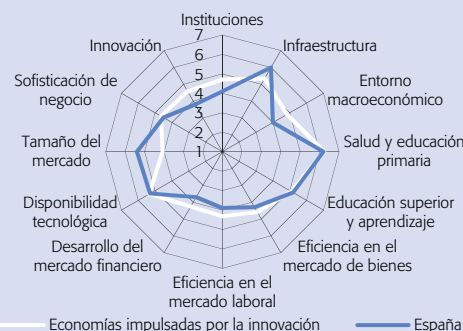 Instituciones
7
6
5
4
3
2
1
Infraestructura
Entorno
macroeconómico
Salud y educación
primaria
Educación superior
y aprendizaje
Eficiencia en el
mercado de bienes
Eficiencia en el
mercado laboral
Desarrollo del
mercado financiero
Disponibilidad
tecnológica
Tamaño del
mercado
Sofisticación de
negocio
Innovación
Economías impulsadas por la innovación
España